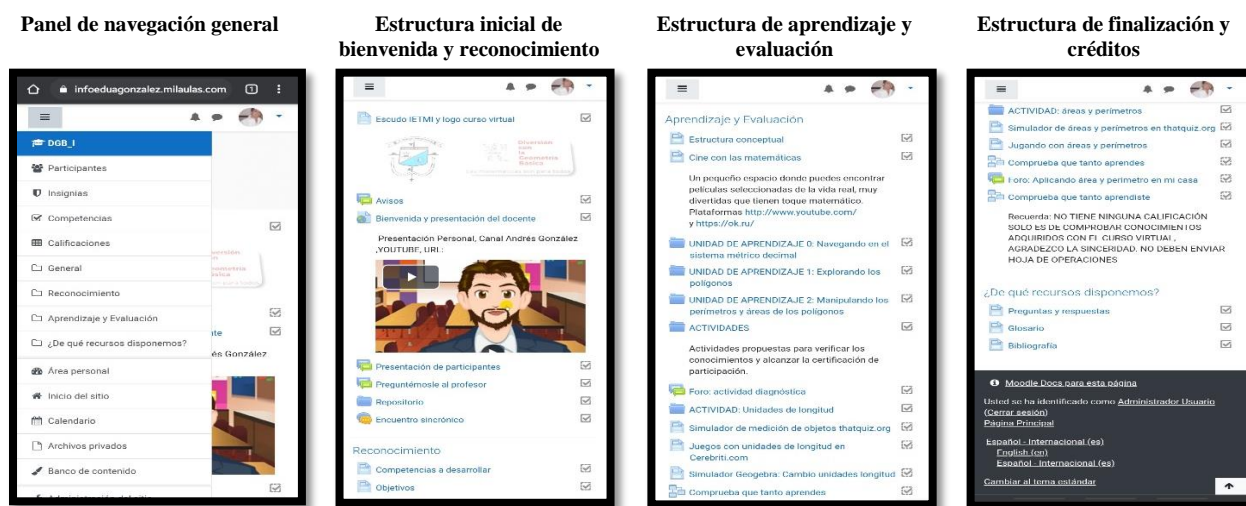 Panel de navegación general
infoeduagonzalez.milaulas.com
DGB_I
Participantes
Insignias
Competencias
Calificaciones
General
Reconocimiento
Aprendizaje y Evaluación
¿De qué recursos disponemos?
és González
Área personal
Inicio del sitio
Calendario
Archivos privados
Banco de contenido
Estructura inicial de
bienvenida y reconocimiento
Escudo IETMI y logo curso virtual
Diversión
con
la
Geometría
Básica
Avisos
Bienvenida y presentación del docente
Presentación Personal, Canal Andrés González
,YOUTUBE, URL:
Presentación de participantes
Preguntémosle al profesor
Repositorio
Encuentro sincrónico
Reconocimiento
Competencias a desarrollar
Objetivos
Estructura de aprendizaje y
evaluación
Aprendizaje y Evaluación
Estructura conceptual
Cine con las matemáticas
Un pequeño espacio donde puedes encontrar
películas seleccionadas de la vida real, muy
divertidas que tienen toque matemático.
Plataformas http://www.youtube.com/
y https://ok.ru/
UNIDAD DE APRENDIZAJE 0: Navegando en el
sistema métrico decimal
UNIDAD DE APRENDIZAJE 1: Explorando los
polígonos
UNIDAD DE APRENDIZAJE 2: Manipulando los
perímetros y áreas de los polígonos
ACTIVIDADES
Actividades propuestas para verificar los
conocimientos y alcanzar la certificación de
participación.
Foro: actividad diagnóstica
ACTIVIDAD: Unidades de longitud
Simulador de medición de objetos thatquiz.org
Juegos con unidades de longitud en
Cerebriti.com
Simulador Geogebra: Cambio unidades longitud
Comprueba que tanto aprendes
Estructura de finalización y
créditos
ACTIVIDAD: áreas y perímetros
Simulador de áreas y perímetros en thatquiz.org
Jugando con áreas y perímetros
Comprueba que tanto aprendes
Foro: Aplicando área y perímetro en mi casa
Comprueba que tanto aprendiste
Recuerda: NO TIENE NINGUNA CALIFICACIÓN
SOLO ES DE COMPROBAR CONOCIMIENTOS
ADQUIRIDOS CON EL CURSO VIRTUAL,
AGRADEZCO LA SINCERIDAD. NO DEBEN ENVIAR
HOJA DE OPERACIONES
¿De qué recursos disponemos?
Preguntas y respuestas
Glosario
Bibliografía
Moodle Docs para esta página
Usted se ha identificado como Administrador Usuario
(Cerrar sesión)
Página Principal
Español - Internacional (es)
English (en)
Español - Internacional (es)
Cambiar al tema estándar